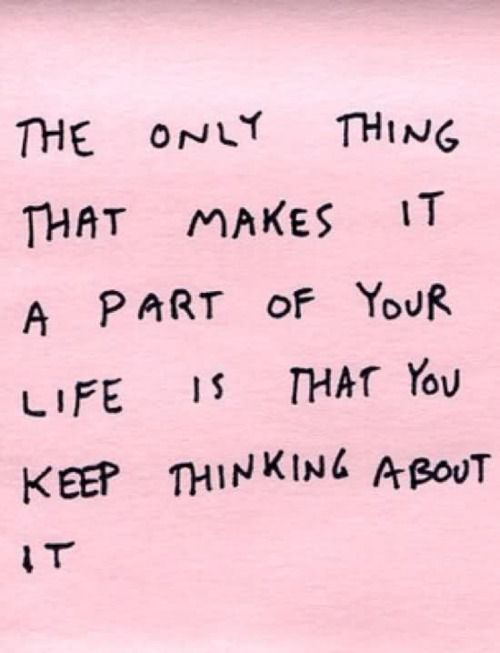 THE ONLY THING
THAT MAKES IT
A PART OF YOUR
LIFE IS THAT YOU
KEEP THINKING ABOUT
IT